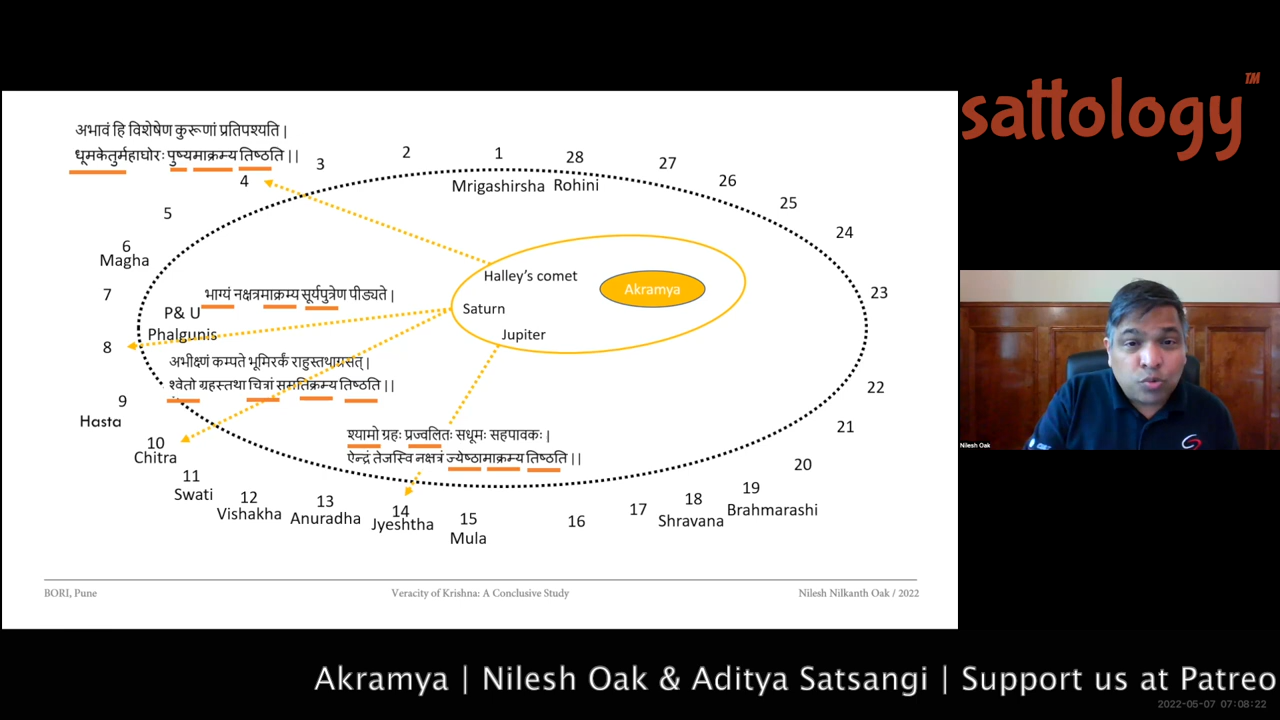 sattology™
अभावं हि विशेषेण कुरूणां प्रतिपश्यति |
धूमकेतुर्महाघोरः पुष्यमाक्रम्य तिष्ठति ||
1
Mrigashirsha
28
Rohini
27
26
25
24
23
22
21
20
19
Brahmarashi
18
Shravana
17
16
15
Mula
14
Jyeshtha
13
Anuradha
12
Vishakha
11
Swati
10
Chitra
9
Hasta
8
P& U
Phalgunis
7
6
Magha
5
4
3
2
Halley's comet
Saturn
Jupiter
Akramya
भाग्यं नक्षत्रमाक्रम्य सूर्यपुत्रेण पीड्यते |
अभीक्ष्णं कम्पते भूमिरर्कं राहुस्तथाग्रसत् |
श्वेतो ग्रहस्तथा चित्रां समतिक्रम्य तिष्ठति ||
श्यामो ग्रहः प्रज्वलितः सधूमः सहपावकः |
ऐन्द्रं तेजस्वि नक्षत्रं ज्येष्ठामाक्रम्य तिष्ठति ||
BORI, Pune
Veracity of Krishna: A Conclusive Study
Nilesh Nilkanth Oak / 2022
Nilesh Oak
Akramya | Nilesh Oak & Aditya Satsangi | Support us at Patreo
2022-05-07 07:08:22